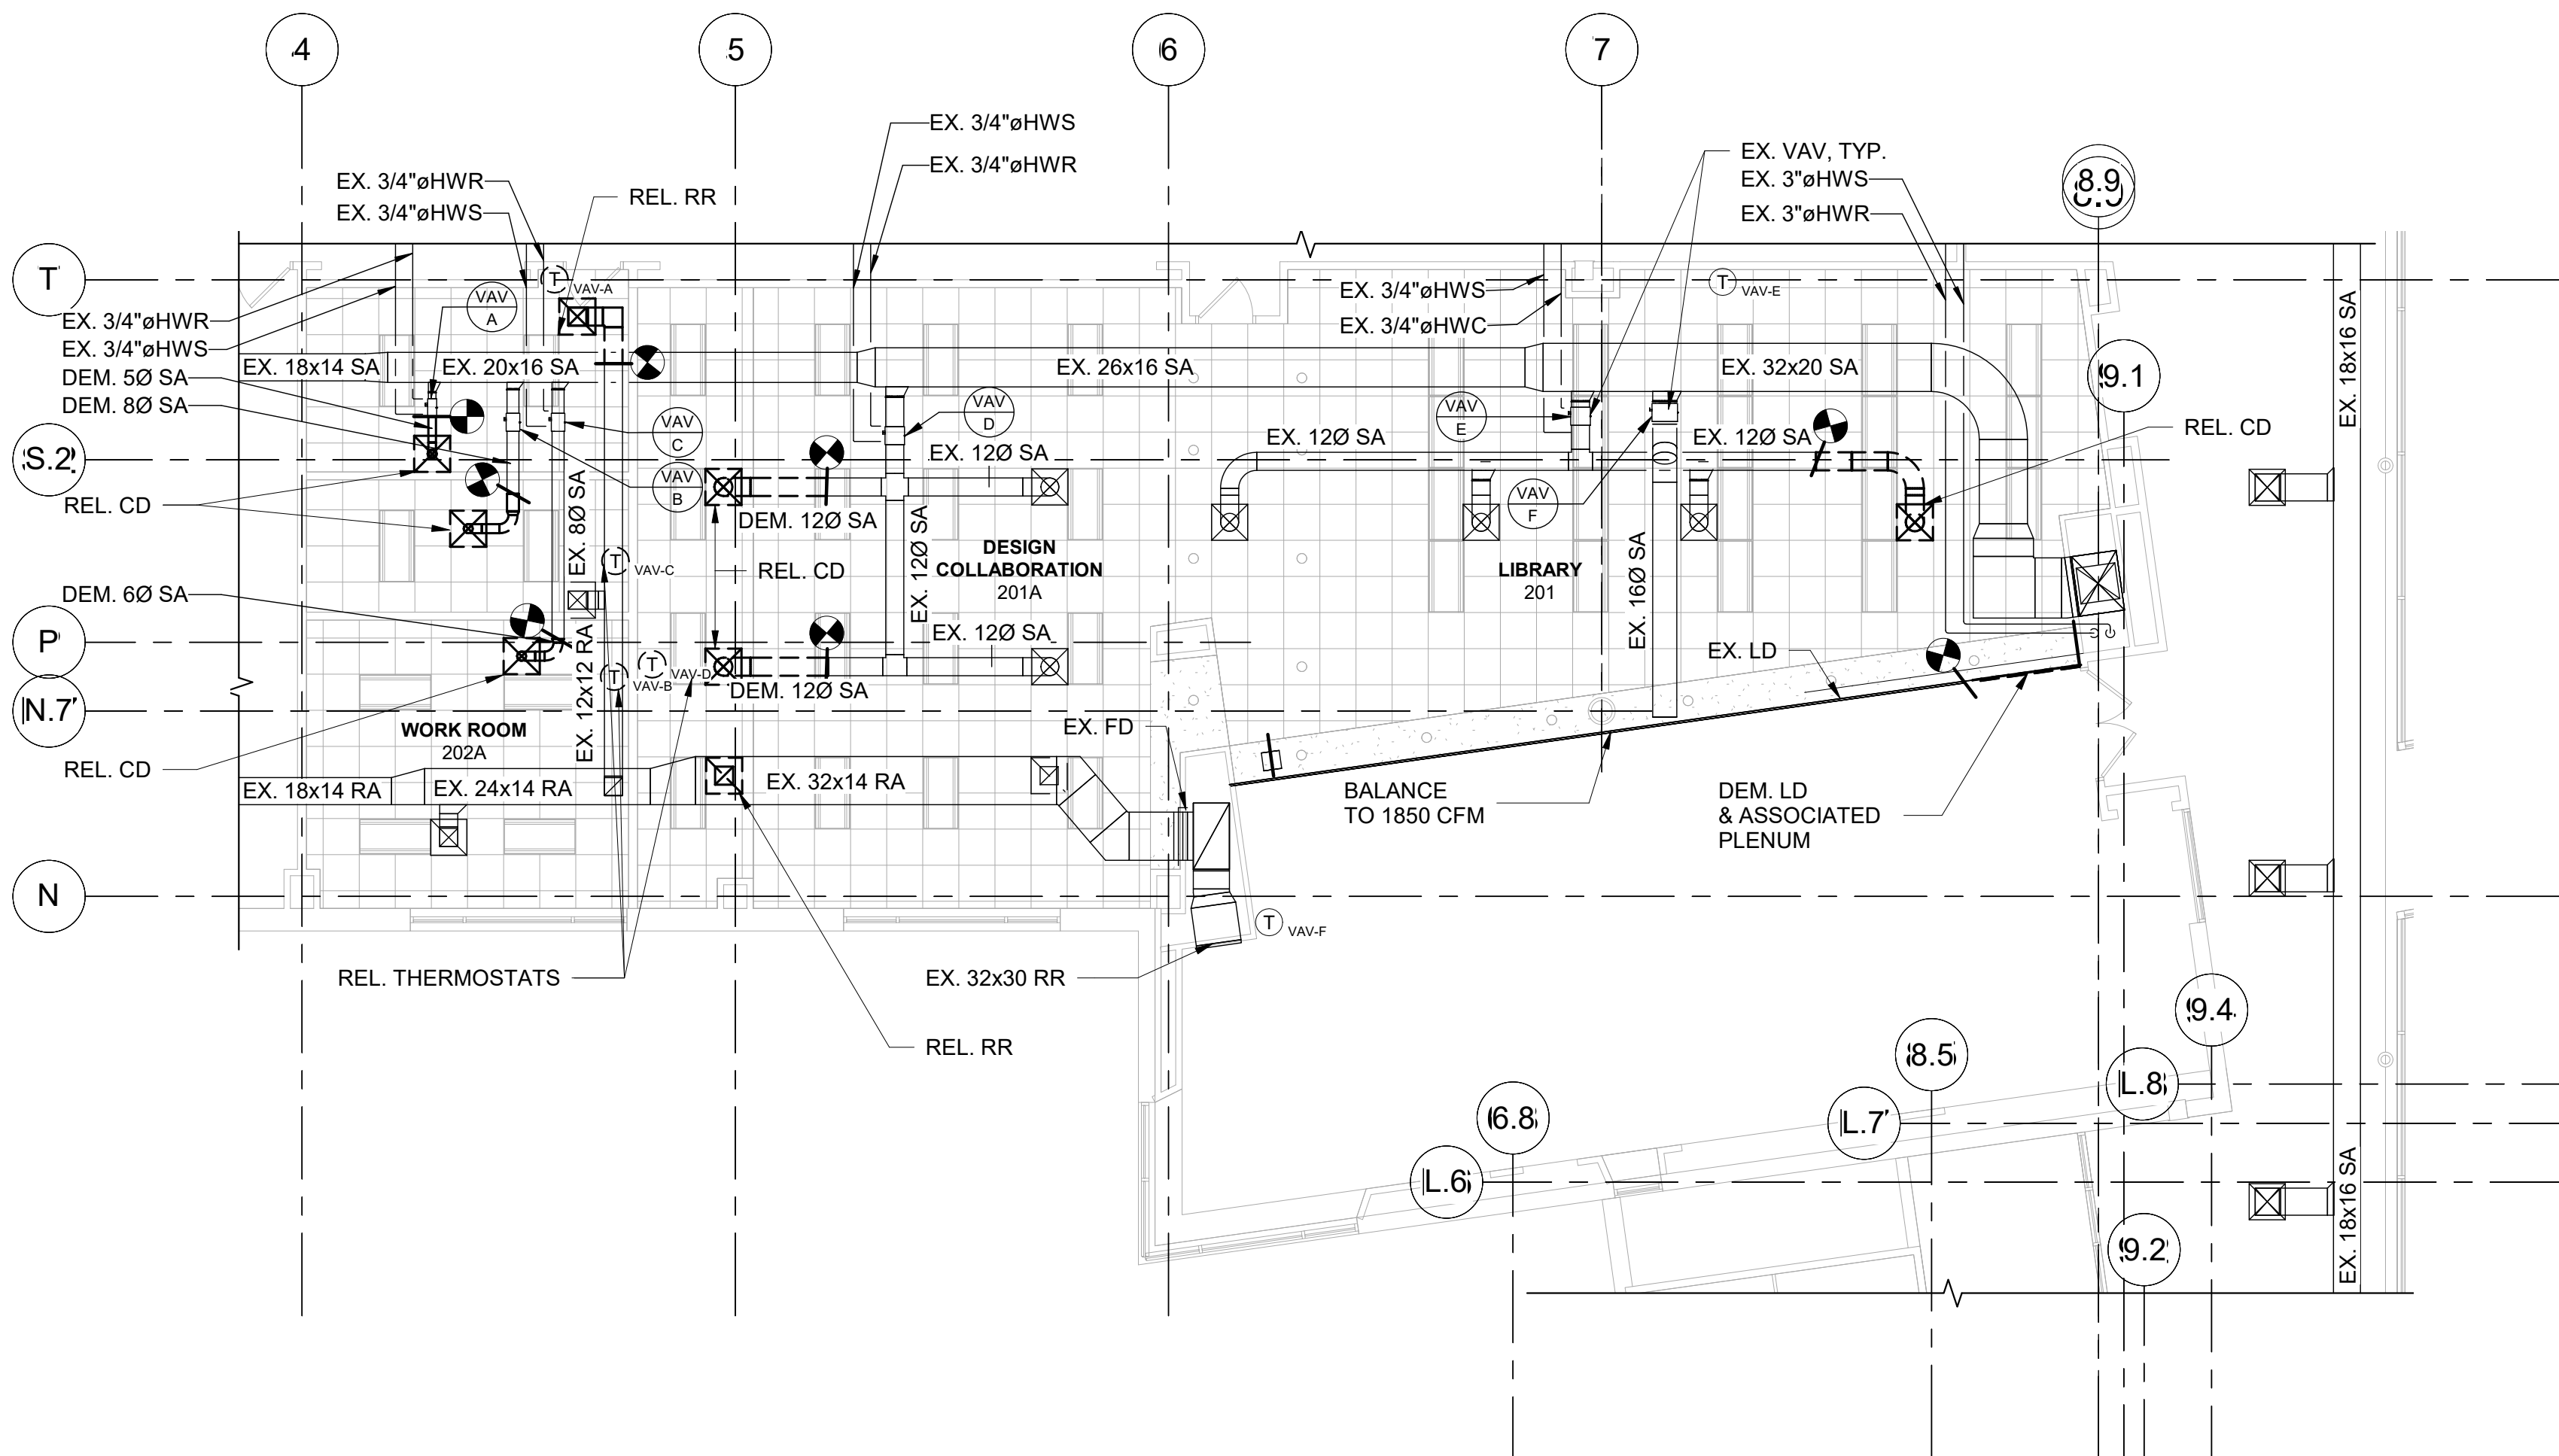 4
5
6
7
EX. 3/4"øHWS
EX. 3/4"øHWR
EX. VAV, TYP.
EX. 3"øHWS
EX. 3"øHWR
8.9
EX. 3/4"øHWR
EX. 3/4"øHWS
REL. RR
T
T
VAV-A
VAV
A
T
VAV-E
EX. 3/4"øHWS
EX. 3/4"øHWC
EX. 3/4"øHWR
EX. 3/4"øHWS
EX. 18x14 SA
EX. 20x16 SA
EX. 26x16 SA
EX. 32x20 SA
EX. 18x16 SA
9.1
DEM. 5Ø SA
DEM. 8Ø SA
VAV
C
VAV
D
VAV
E
EX. 12Ø SA
EX. 12Ø SA
EX. 12Ø SA
REL. CD
S.2
REL. CD
VAV
B
VAV
F
DEM. 12Ø SA
EX. 8Ø SA
EX. 12Ø SA
EX. 16Ø SA
DESIGN
COLLABORATION
201A
REL. CD
LIBRARY
201
T
VAV-C
DEM. 6Ø SA
P
EX. 12Ø SA
EX. LD
EX. 12x12 RA
T
VAV-B
T
VAV-D
DEM. 12Ø SA
N.7
WORK ROOM
202A
EX. FD
REL. CD
EX. 18x14 RA
EX. 24x14 RA
EX. 32x14 RA
BALANCE
TO 1850 CFM
DEM. LD
& ASSOCIATED
PLENUM
N
T
VAV-F
REL. THERMOSTATS
EX. 32x30 RR
REL. RR
9.4
8.5
L.8
6.8
L.7
L.6
EX. 18x16 SA
9.2